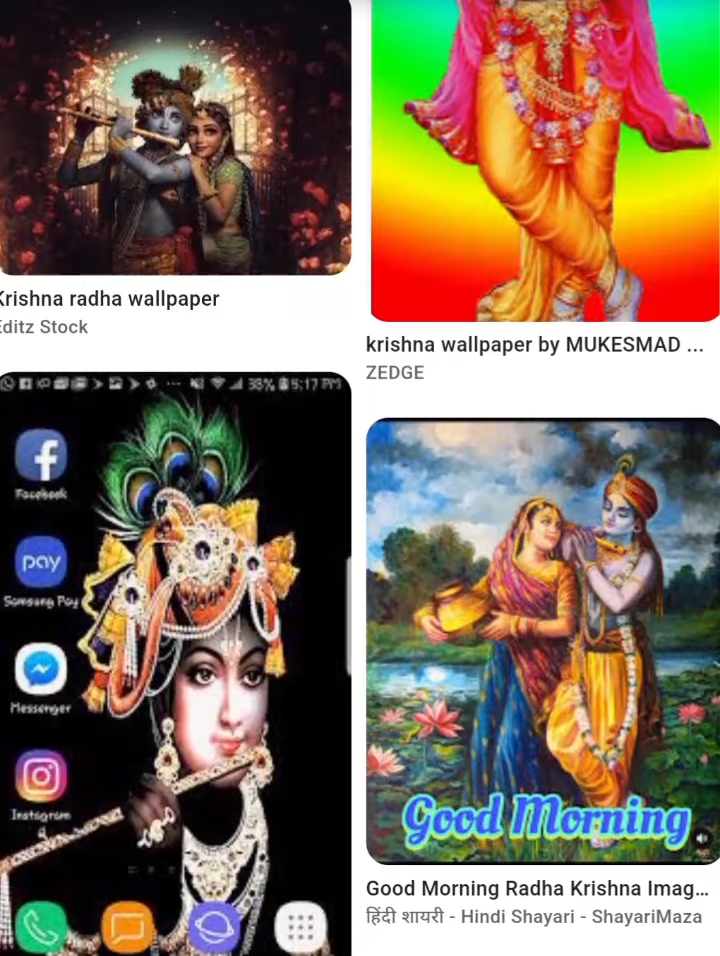 Krishna radha wallpaper
Editz Stock
krishna wallpaper by MUKESMAD ...
ZEDGE
38% 5:17 PM
Facebook
pay
Samsung Pay
Messenger
Instagram
Good Morning
Good Morning Radha Krishna Imag...
हिंदी शायरी - Hindi Shayari - ShayariMaza